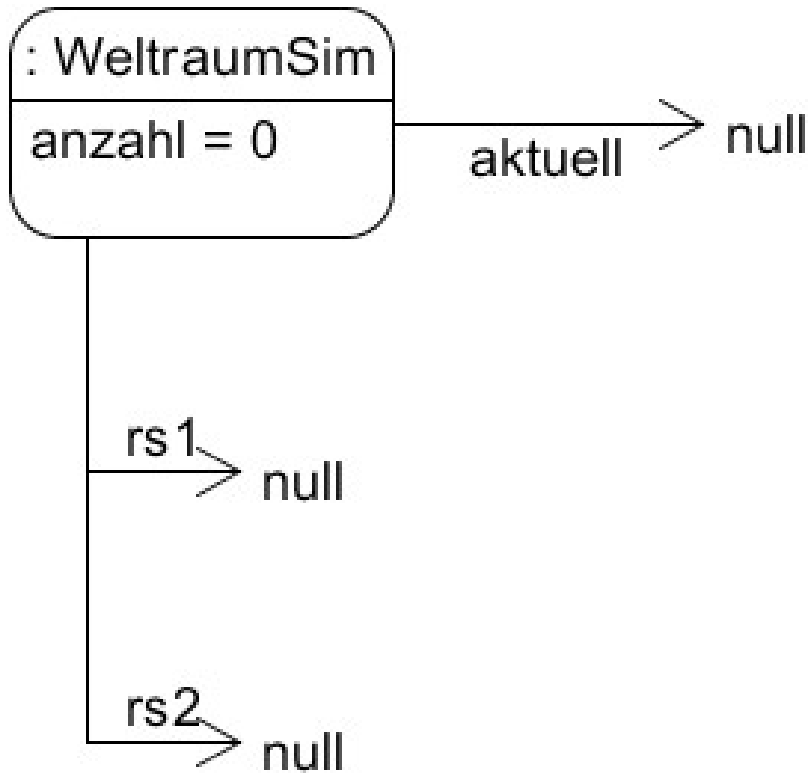 : WeltraumSim
anzahl = 0
aktuell
null
rs1
null
rs2
null